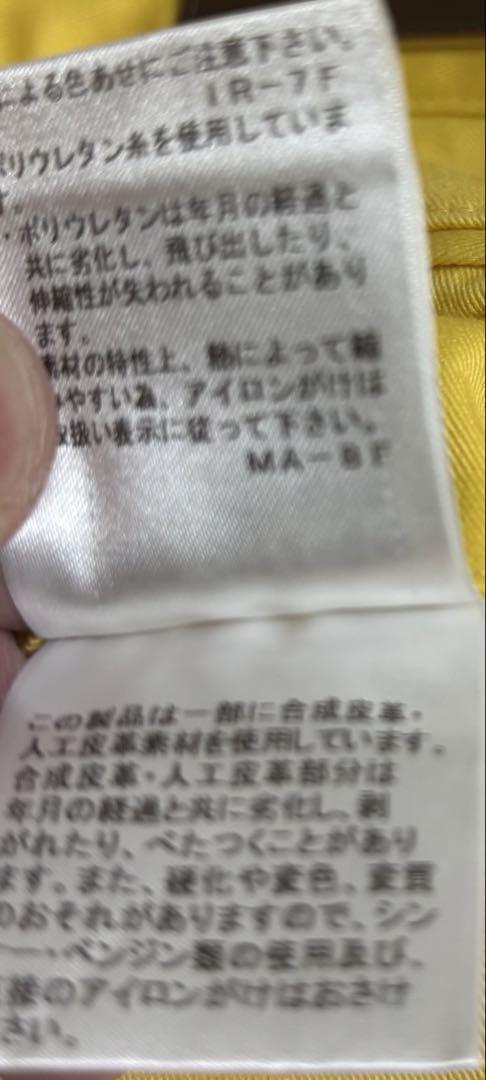 よる色あせにご注意下さい。
IR-7F
ポリウレタン糸を使用していま
す。
・ポリウレタンは年月の経過と
共に劣化し、飛び出したり、
伸縮性が失われることがあり
ます。
素材の特性上、熱によって縮
みやすい為、アイロンがけは
取扱い表示に従って下さい。
MA-8F
この製品は一部に合成皮革・
人工皮革素材を使用しています。
合成皮革・人工皮革部分は
年月の経過と共に劣化し、剥
がれたり、べたつくことがあり
ます。また、硬化や変色、変質
のおそれがありますので、シン
ー・ベンジン類の使用及び、
接のアイロンがけはおさけ
さい。